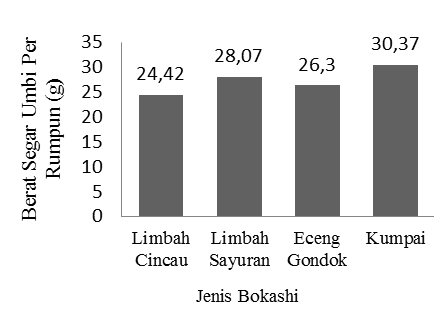 Berat Segar Umbi Per
Rumpun (g)
35
30
25
20
15
10
5
0
24,42
28,07
26,3
30,37
Limbah
Cincau
Limbah
Sayuran
Eceng
Gondok
Kumpai
Jenis Bokashi